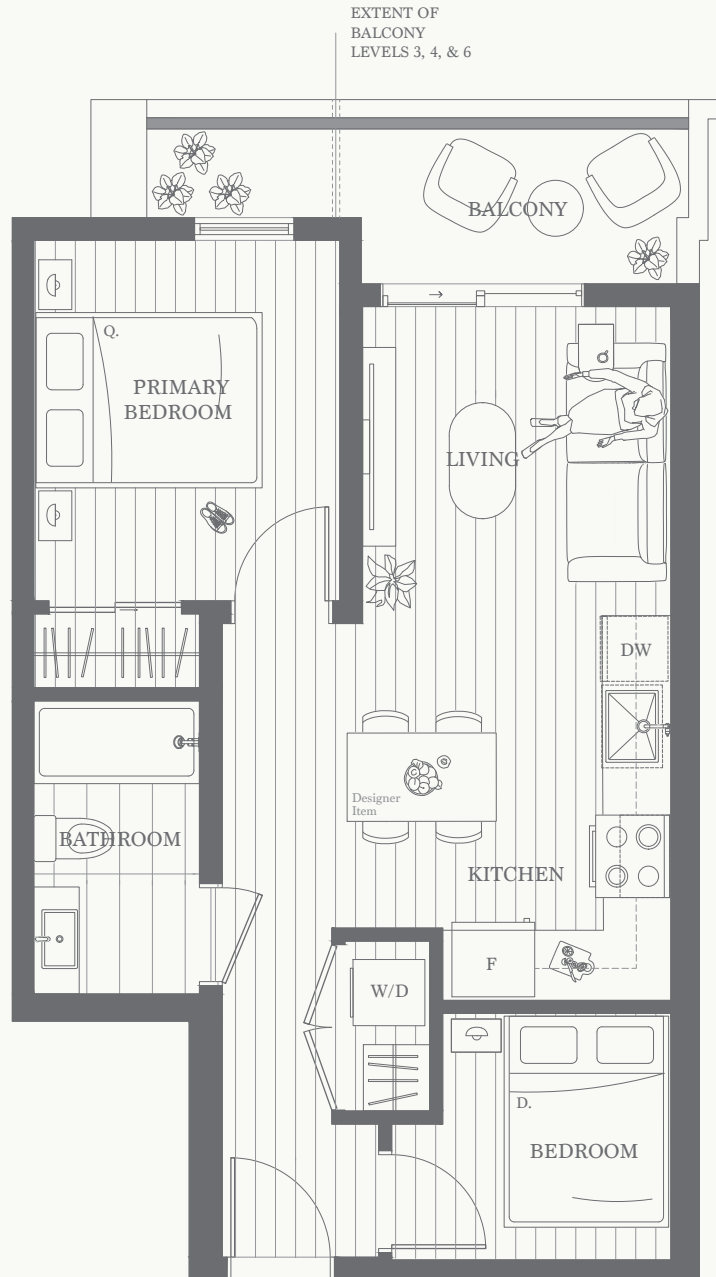 EXTENT OF
BALCONY
LEVELS 3, 4, & 6
BALCONY
Q.
PRIMARY
BEDROOM
LIVING
DW
Designer
Item
BATHROOM
KITCHEN
F
W/D
D.
BEDROOM